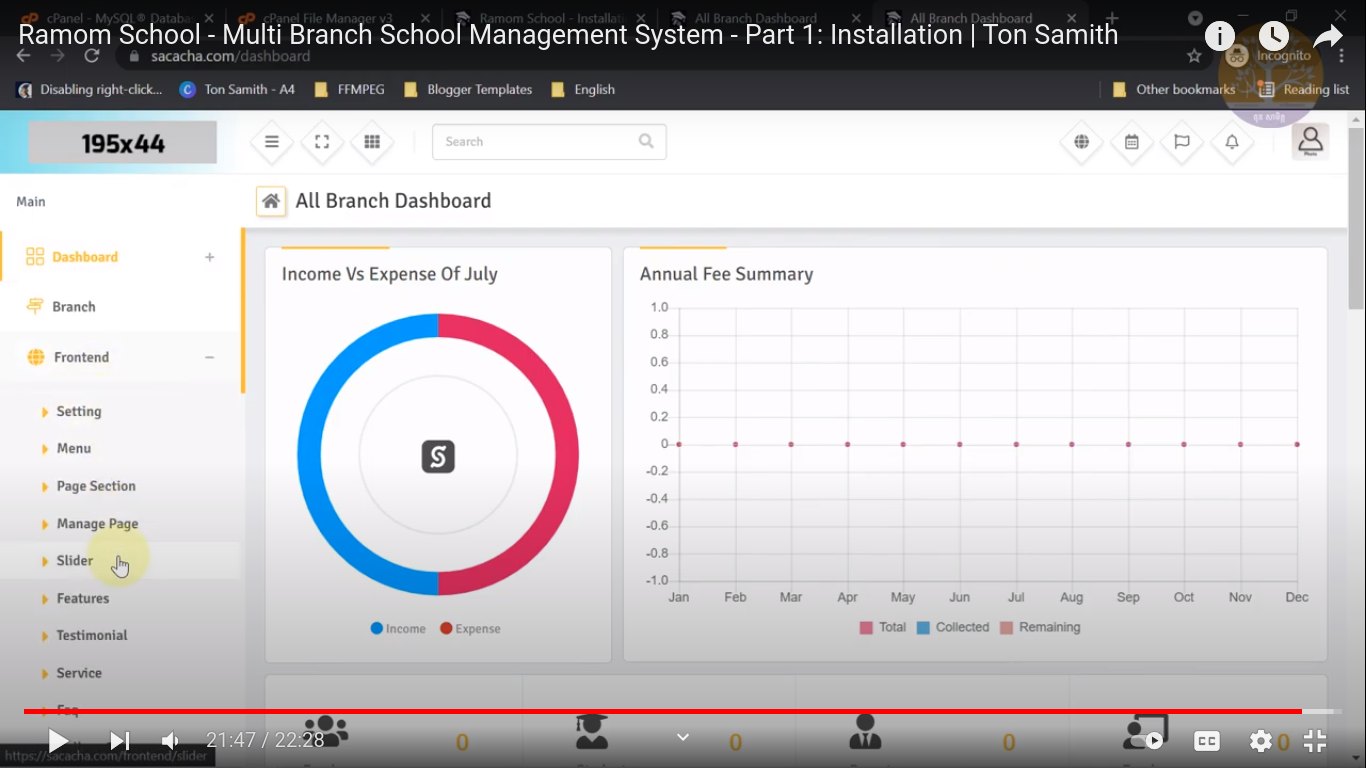 cPanel - MySQL® Databa
cPanel File Manager v3
Ramom School - Installat
All Branch Dashboard
All Branch Dashboard
Ramom School - Multi Branch School Management System - Part 1: Installation | Ton Samith
sacacha.com/dashboard
Incognito
Disabling right-click...
Ton Samith - A4
FFMPEG
Blogger Templates
English
Other bookmarks
Reading list
195x44
Search
Main
All Branch Dashboard
Dashboard
Branch
Frontend
Setting
Menu
Page Section
Manage Page
Slider
Features
Testimonial
Service
Faq
Income Vs Expense Of July
Income
Expense
Annual Fee Summary
1.0
0.8
0.6
0.4
0.2
0
-0.2
-0.4
-0.6
-0.8
-1.0
Jan Feb Mar Apr May Jun Jul Aug Sep Oct Nov Dec
Total Collected Remaining
0 0 0 0
21:47 / 22:28
CC
https://sacacha.com/frontend/slider